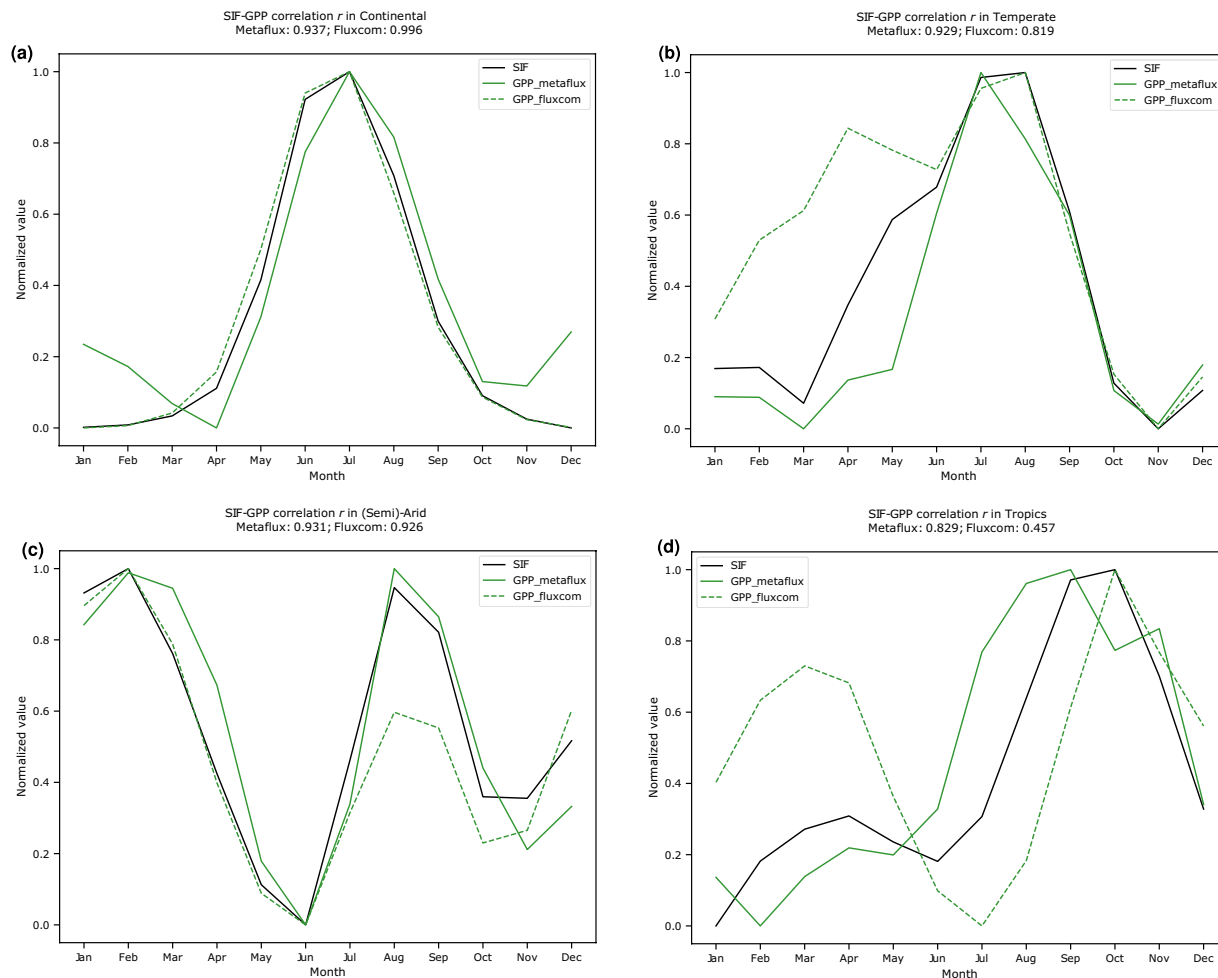 SIF-GPP correlation r in Continental
Metaflux: 0.937; Fluxcom: 0.996
(a)
SIF
GPP_metaflux
GPP_fluxcom
1.0
0.8
0.6
0.4
0.2
0.0
Normalized value
Jan Feb Mar Apr May Jun Jul Aug Sep Oct Nov Dec
Month
SIF-GPP correlation r in Temperate
Metaflux: 0.929; Fluxcom: 0.819
(b)
SIF
GPP_metaflux
GPP_fluxcom
1.0
0.8
0.6
0.4
0.2
0.0
Normalized value
Jan Feb Mar Apr May Jun Jul Aug Sep Oct Nov Dec
Month
SIF-GPP correlation r in (Semi)-Arid
Metaflux: 0.931; Fluxcom: 0.926
(c)
SIF
GPP_metaflux
GPP_fluxcom
1.0
0.8
0.6
0.4
0.2
0.0
Normalized value
Jan Feb Mar Apr May Jun Jul Aug Sep Oct Nov Dec
Month
SIF-GPP correlation r in Tropics
Metaflux: 0.829; Fluxcom: 0.457
(d)
SIF
GPP_metaflux
GPP_fluxcom
1.0
0.8
0.6
0.4
0.2
0.0
Normalized value
Jan Feb Mar Apr May Jun Jul Aug Sep Oct Nov Dec
Month